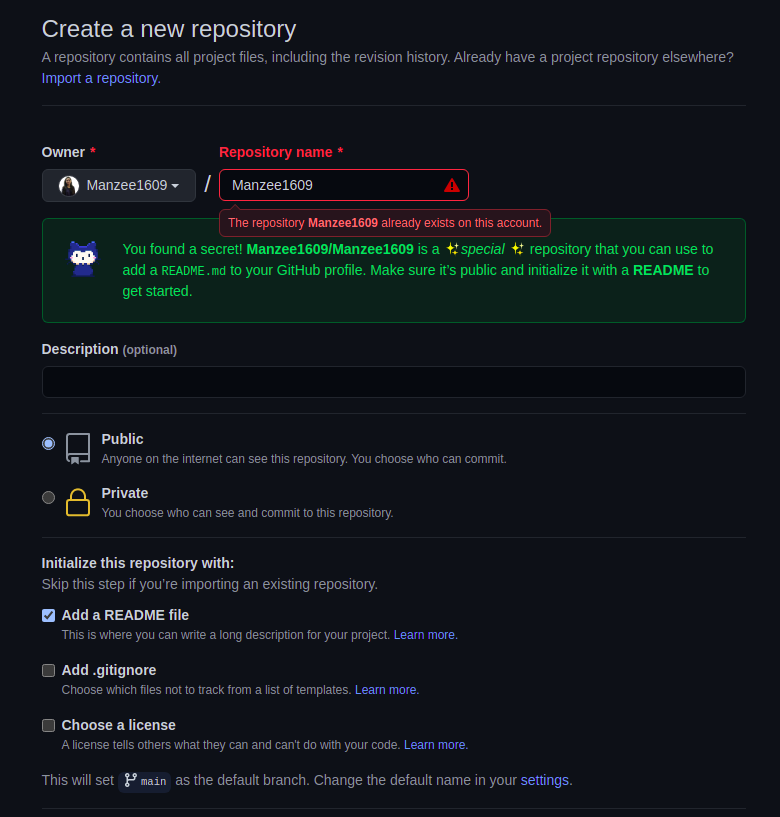 Create a new repository
A repository contains all project files, including the revision history. Already have a project repository elsewhere?
Import a repository.
Owner *
Repository name *
Manzee1609
/
Manzee1609
The repository Manzee1609 already exists on this account.
You found a secret! Manzee1609/Manzee1609 is a ✨special ✨ repository that you can use to
add a README.md to your GitHub profile. Make sure it’s public and initialize it with a README to
get started.
Description (optional)
Public
Anyone on the internet can see this repository. You choose who can commit.
Private
You choose who can see and commit to this repository.
Initialize this repository with:
Skip this step if you’re importing an existing repository.
Add a README file
This is where you can write a long description for your project. Learn more.
Add .gitignore
Choose which files not to track from a list of templates. Learn more.
Choose a license
A license tells others what they can and can't do with your code. Learn more.
This will set main as the default branch. Change the default name in your settings.